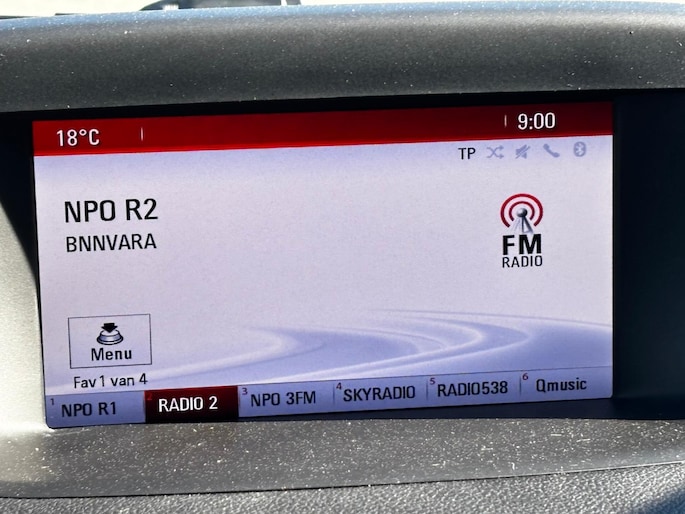 18°C 9:00
TP
NPO R2
BNNVARA
FM
RADIO
Menu
Fav 1 van 4
1 NPO R1 2 RADIO 2 3 NPO 3FM 4 SKYRADIO 5 RADIO538 6 Qmusic